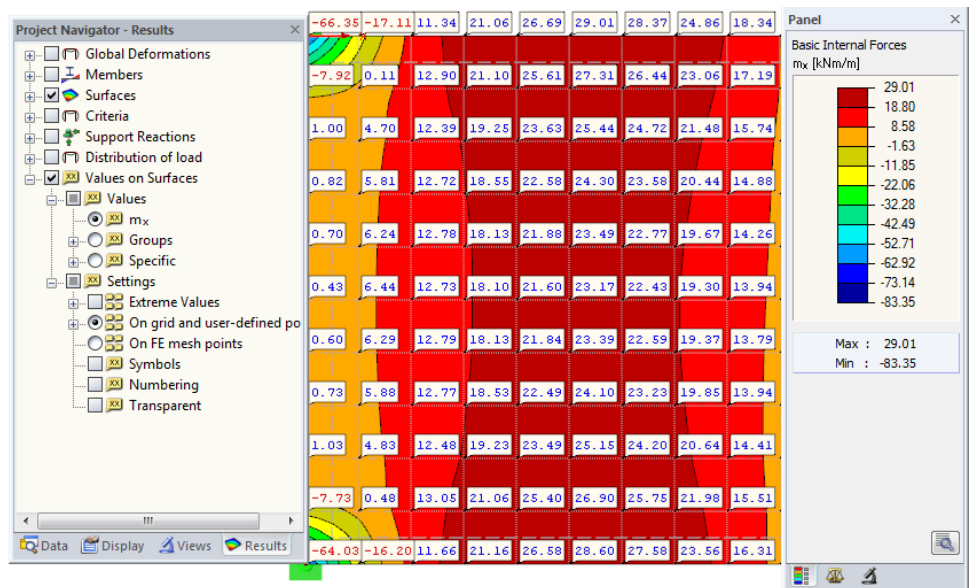 Project Navigator - Results
Global Deformations
Members
Surfaces
Criteria
Support Reactions
Distribution of load
Values on Surfaces
Values
mx
Groups
Specific
Settings
Extreme Values
On grid and user-defined po
On FE mesh points
Symbols
Numbering
Transparent
Data Display Views Results
-66.35 -17.11 11.34 21.06 26.69 29.01 28.37 24.86 18.34
-7.92 0.11 12.90 21.10 25.61 27.31 26.44 23.06 17.19
1.00 4.70 12.39 19.25 23.63 25.44 24.72 21.48 15.74
0.82 5.81 12.72 18.55 22.58 24.30 23.58 20.44 14.88
0.70 6.24 12.78 18.13 21.88 23.49 22.77 19.67 14.26
0.43 6.44 12.73 18.10 21.60 23.17 22.43 19.30 13.94
0.60 6.29 12.79 18.13 21.84 23.39 22.59 19.37 13.79
0.73 5.88 12.77 18.53 22.49 24.10 23.23 19.85 13.94
1.03 4.83 12.48 19.23 23.49 25.15 24.20 20.64 14.41
-7.73 0.48 13.05 21.06 25.40 26.90 25.75 21.98 15.51
-64.03 -16.20 11.66 21.16 26.58 28.60 27.58 23.56 16.31
Panel
Basic Internal Forces
mx [kNm/m]
29.01
18.80
8.58
-1.63
-11.85
-22.06
-32.28
-42.49
-52.71
-62.92
-73.14
-83.35
Max : 29.01
Min : -83.35